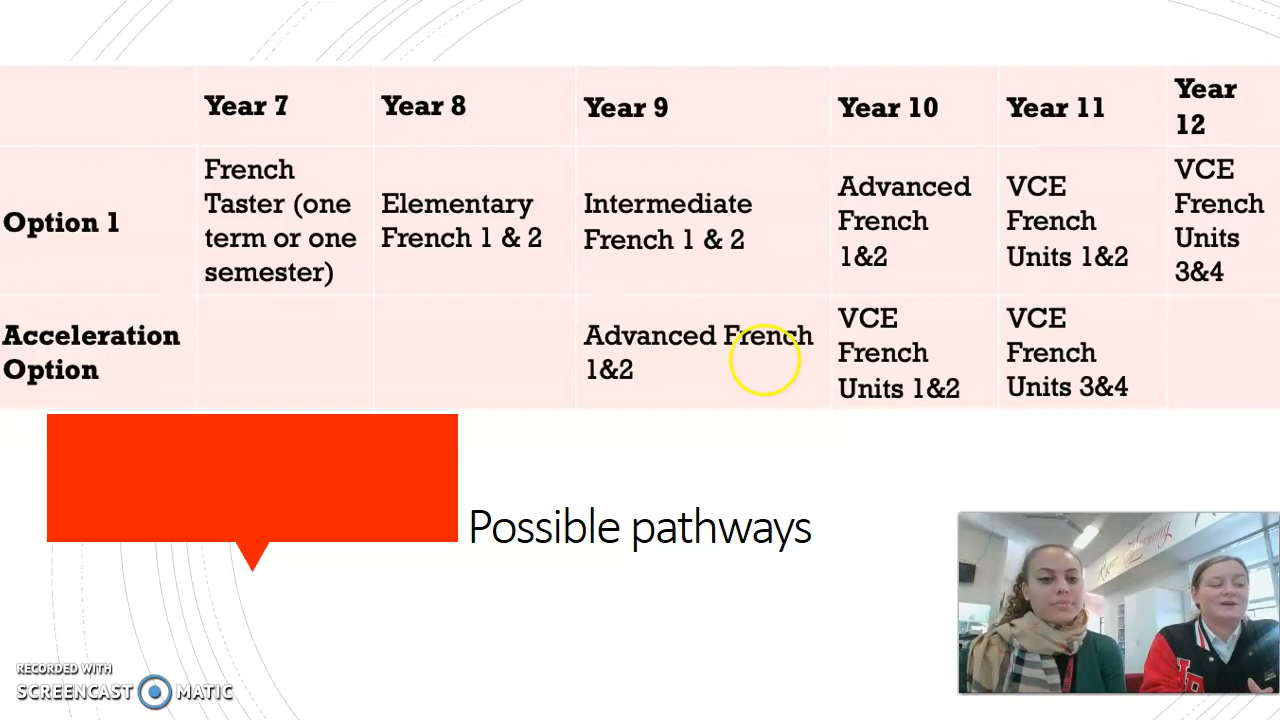 Year 7
Year 8
Year 9
Year 10
Year 11
Year
12
Option 1
French
Taster (one
term or one
semester)
Elementary
French 1 & 2
Intermediate
French 1 & 2
Advanced
French
1&2
VCE
French
Units 1&2
VCE
French
Units
3&4
Acceleration
Option
Advanced French
1&2
VCE
French
Units 1&2
VCE
French
Units 3&4
Possible pathways
RECORDED WITH
SCREENCAST MATIC